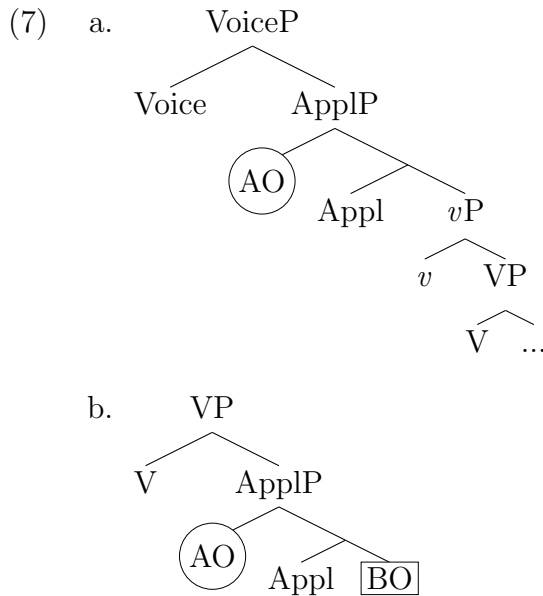 (7) a. VoiceP
Voice ApplP
AO
Appl vP
v VP
V ...
b. VP
V ApplP
AO
Appl BO